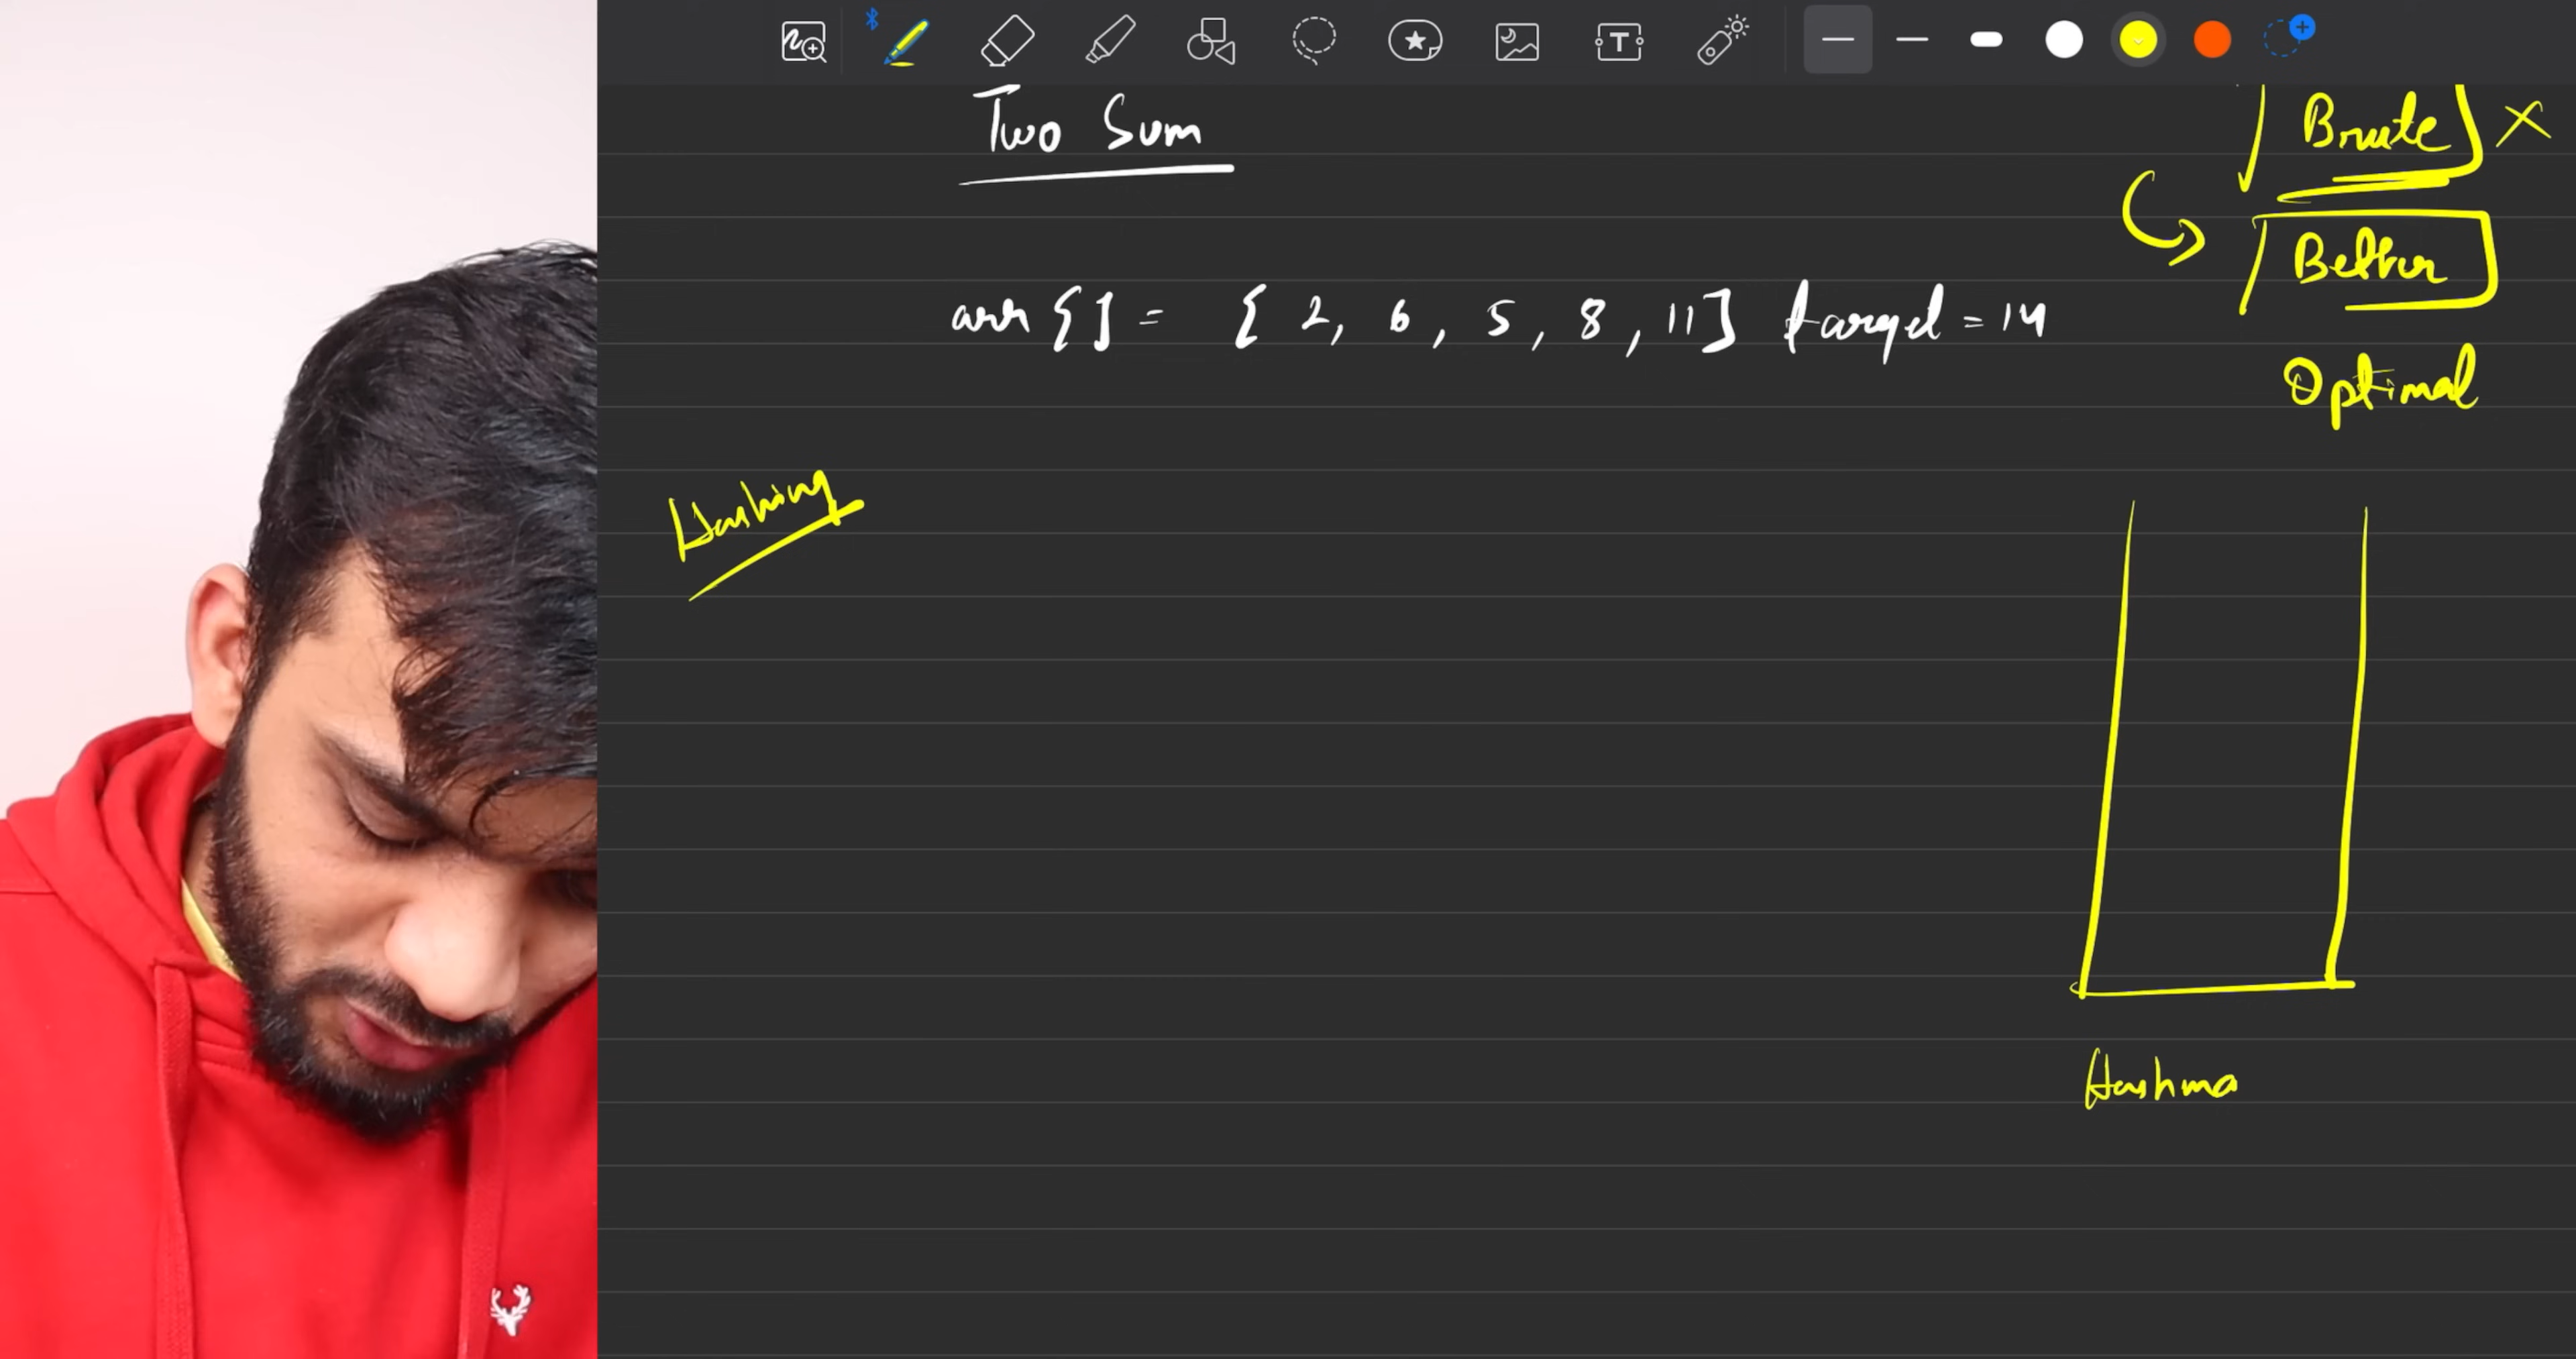 Two Sum
Brute
Better
arr [] = { 2, 6, 5, 8, 11} target = 14
Optimal
Hashing
Hashma